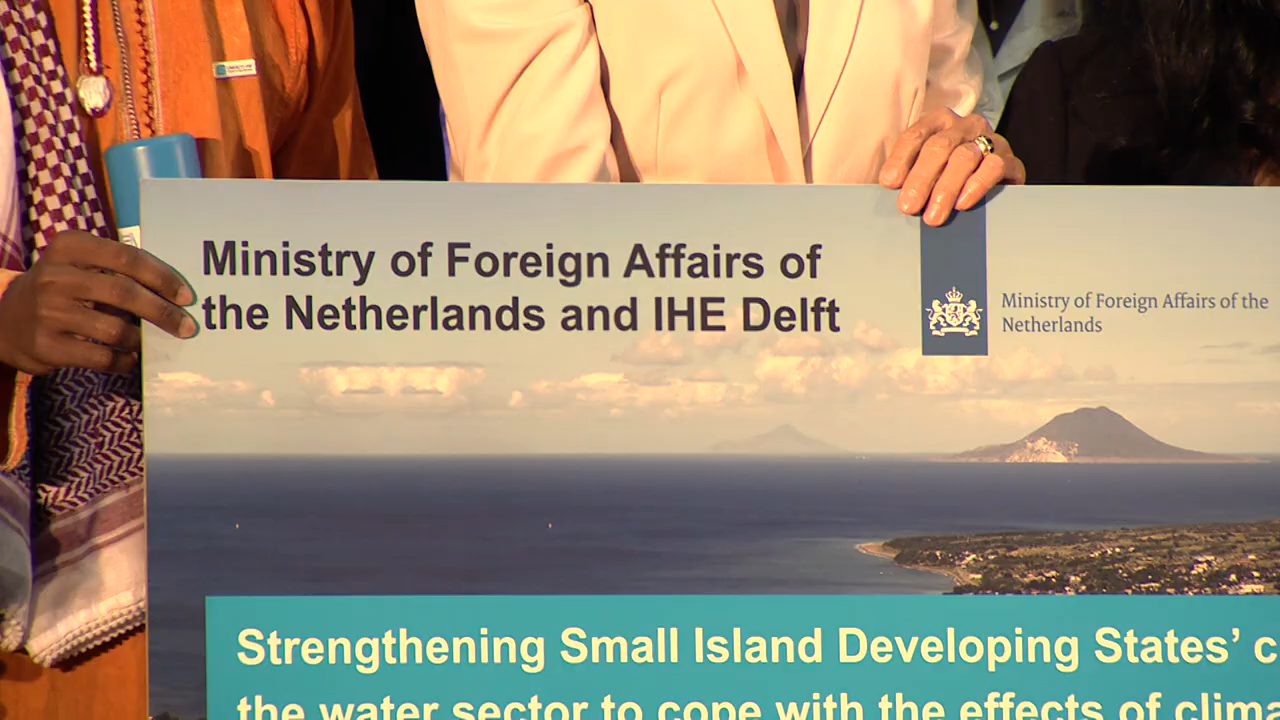 Ministry of Foreign Affairs of
the Netherlands and IHE Delft
Ministry of Foreign Affairs of the
Netherlands
Strengthening Small Island Developing States’ c
the water sector to cope with the effects of clima